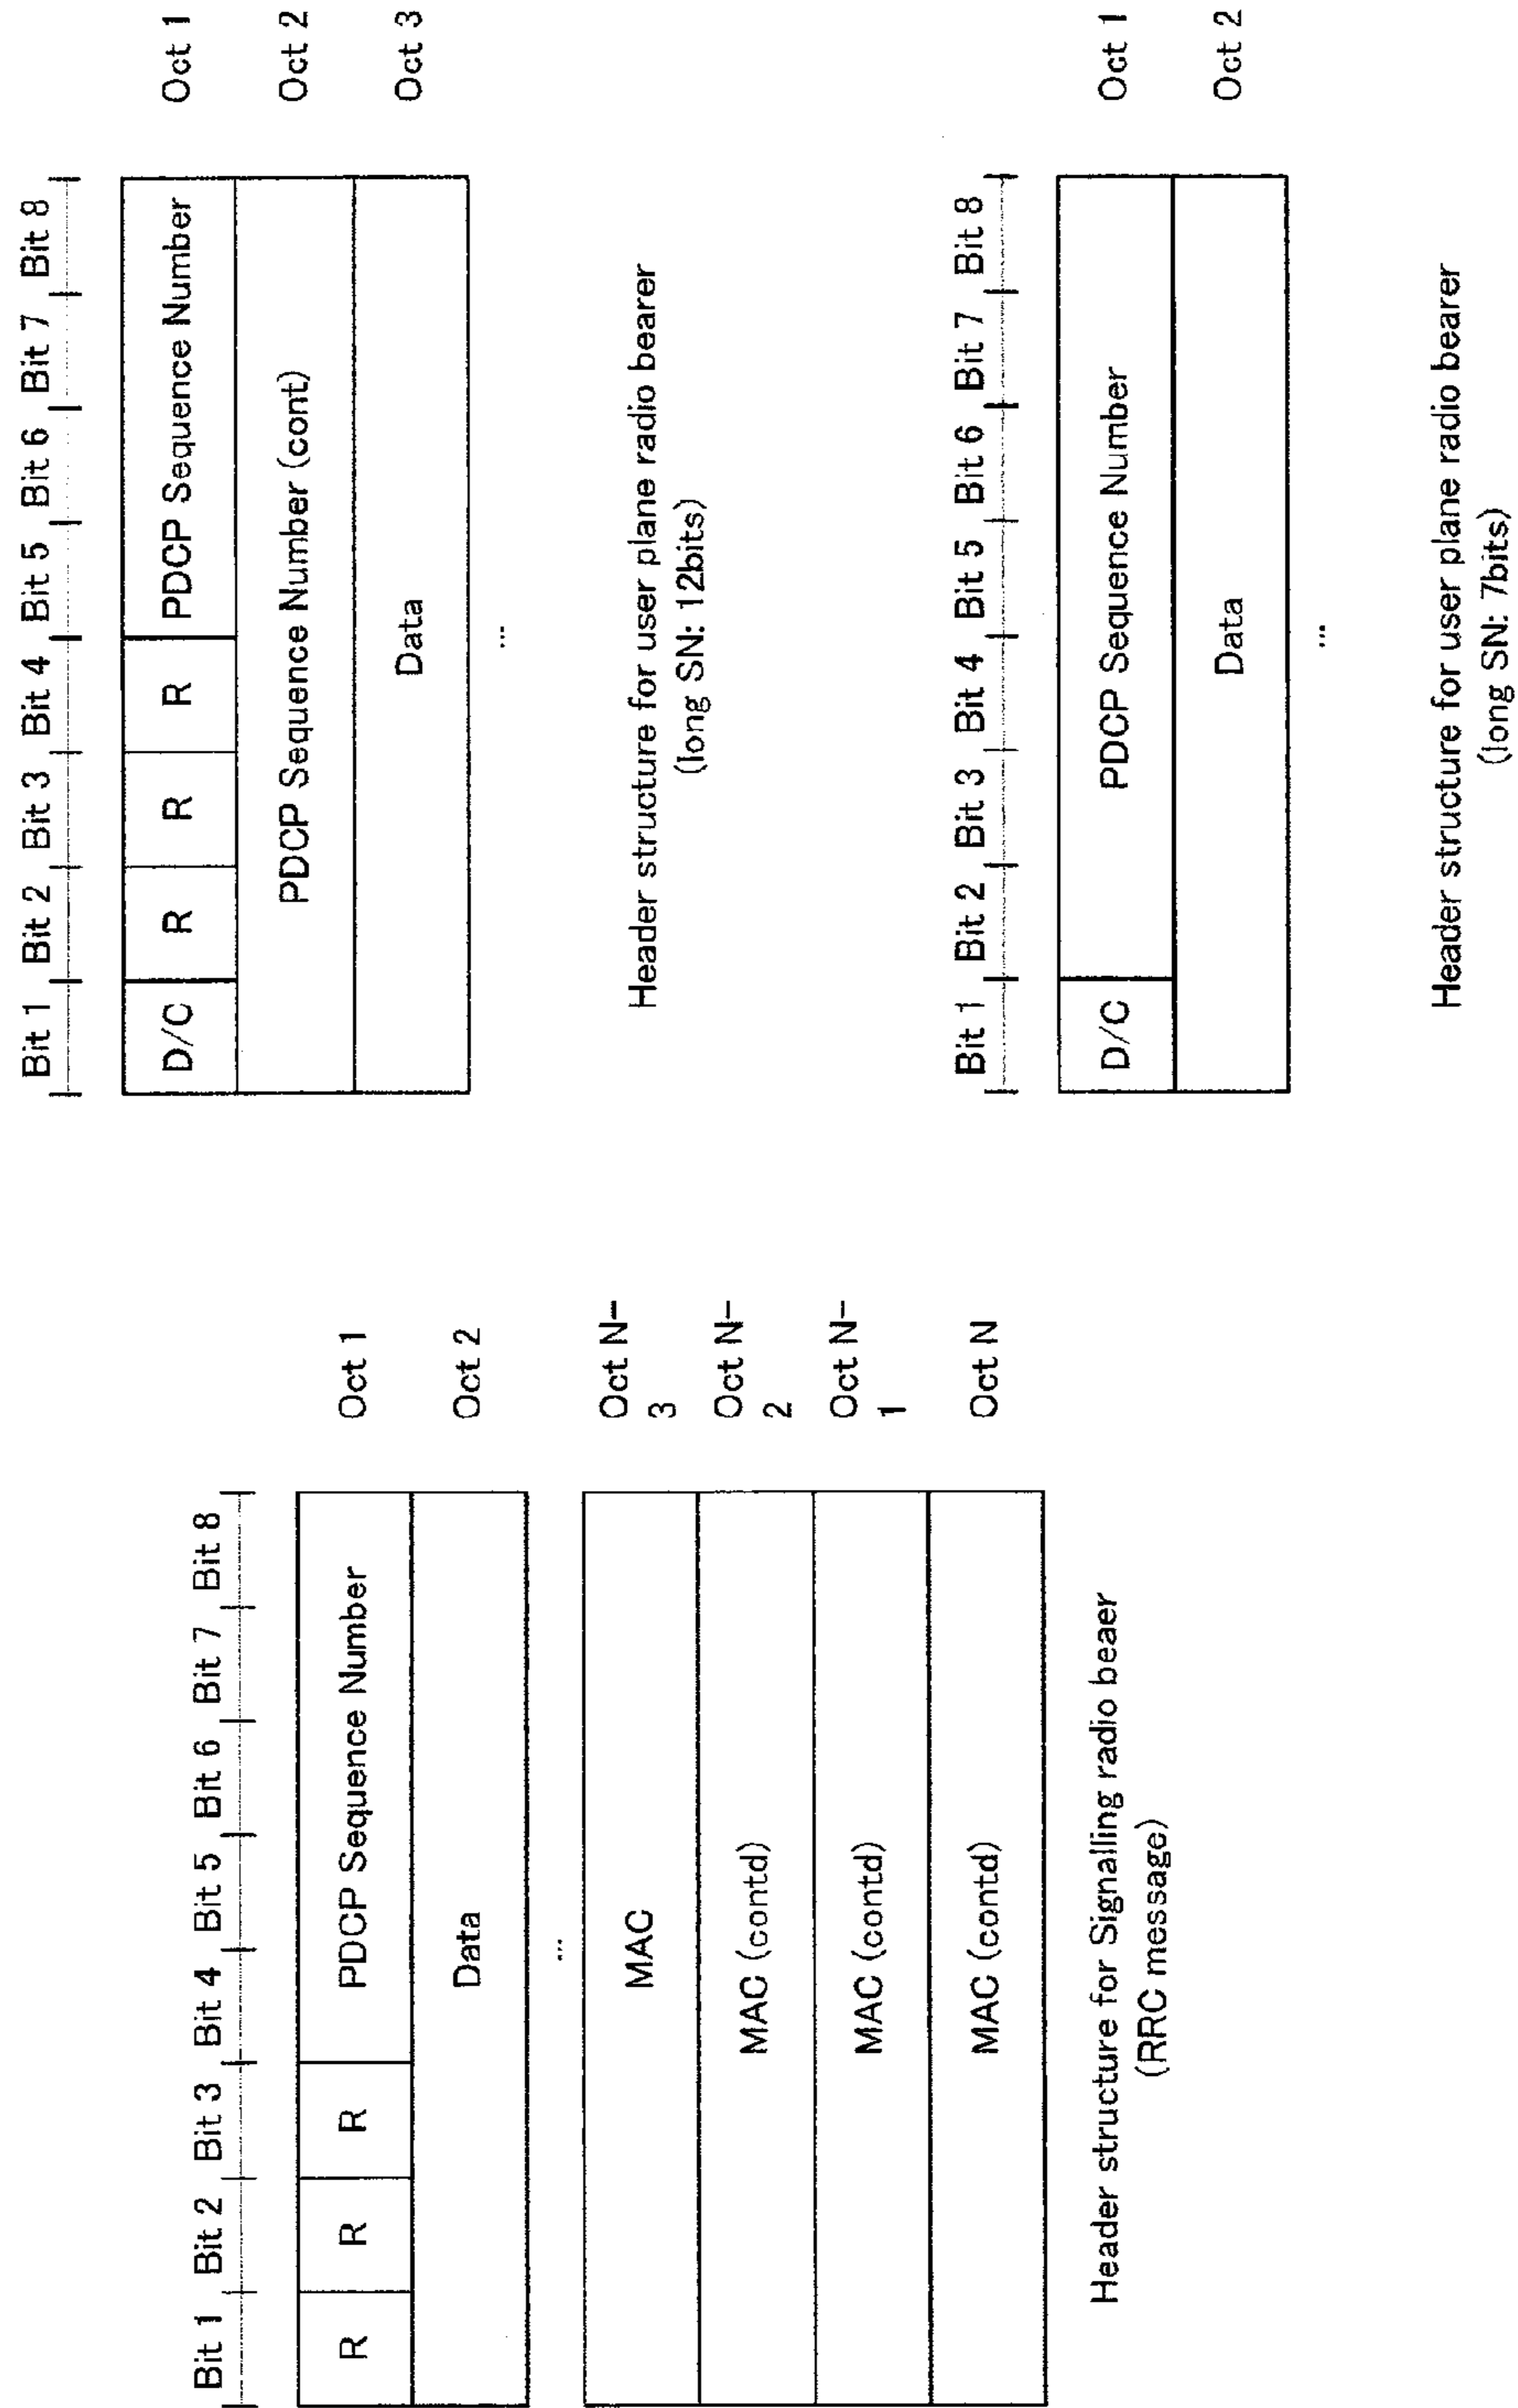 Bit 1 Bit 2 Bit 3 Bit 4 Bit 5 Bit 6 Bit 7 Bit 8
R R R PDCP Sequence Number Oct 1
Data Oct 2
...
MAC Oct N-
3
MAC (contd) Oct N-
2
MAC (contd) Oct N-
1
MAC (contd) Oct N
Header structure for Signalling radio beaer
(RRC message)
Bit 1 Bit 2 Bit 3 Bit 4 Bit 5 Bit 6 Bit 7 Bit 8
D/C R R R PDCP Sequence Number Oct 1
PDCP Sequence Number (cont) Oct 2
Data Oct 3
...
Header structure for user plane radio bearer
(long SN: 12bits)
Bit 1 Bit 2 Bit 3 Bit 4 Bit 5 Bit 6 Bit 7 Bit 8
D/C PDCP Sequence Number Oct 1
Data Oct 2
...
Header structure for user plane radio bearer
(long SN: 7bits)